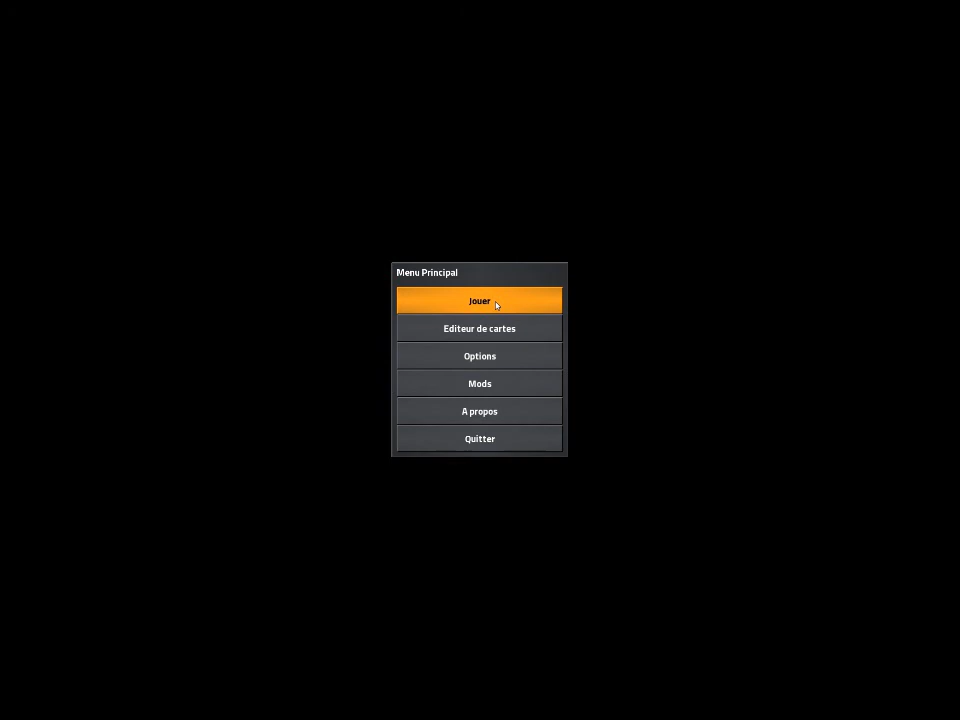 Menu Principal
Jouer
Editeur de cartes
Options
Mods
A propos
Quitter